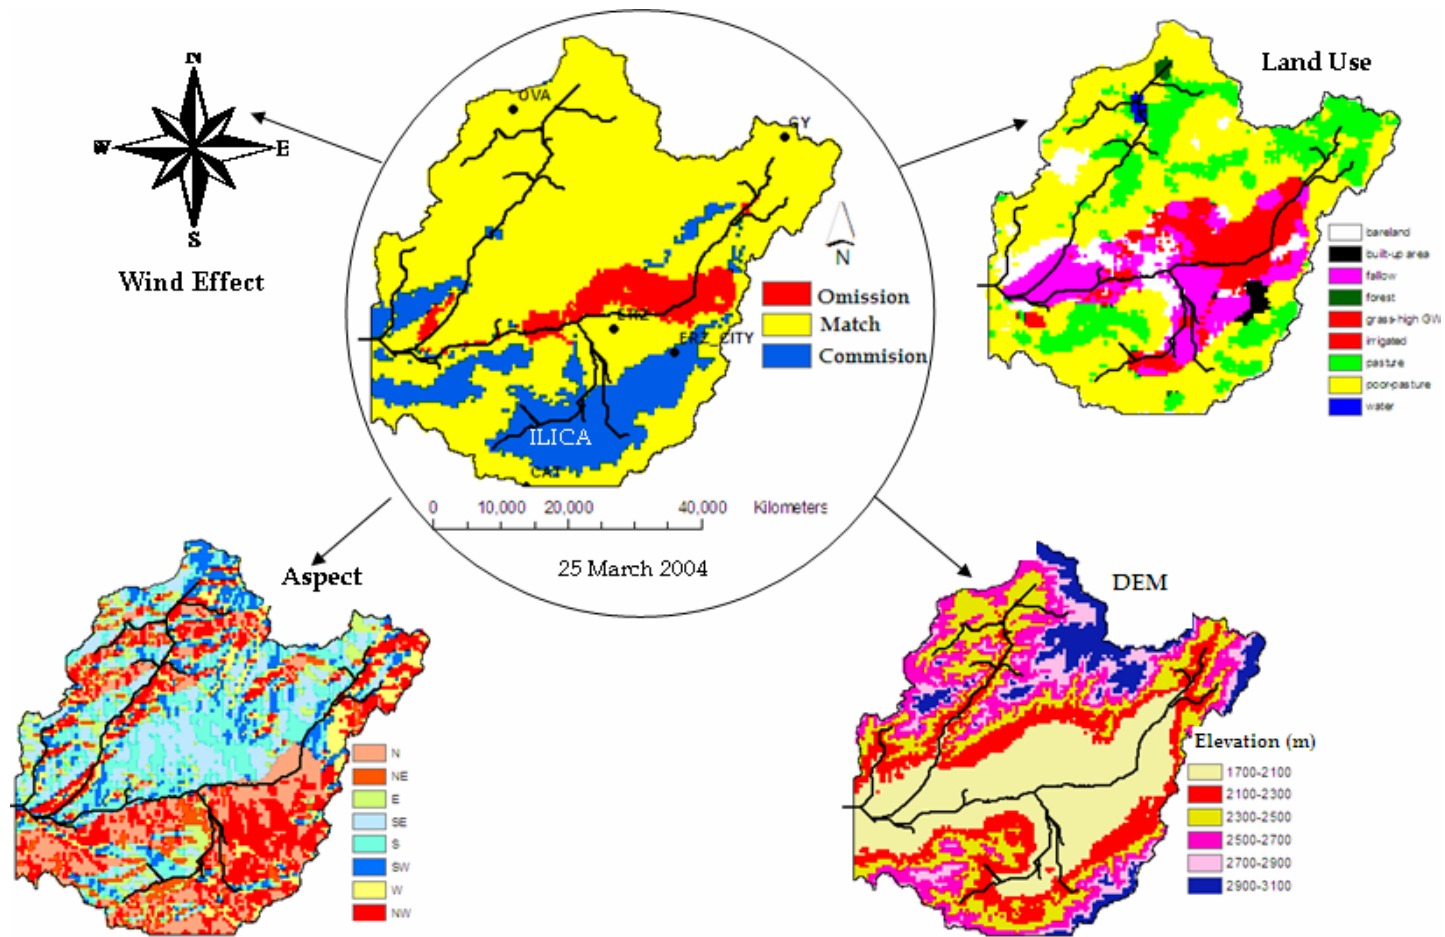 N
W
E
S
Wind Effect
OVA
GY
N
ERZ
ERZ_CITY
ILICA
CAT
Omission
Match
Commision
0 10,000 20,000 40,000 Kilometers
25 March 2004
Land Use
bareland
built-up area
fallow
forest
grass-high GW
irrigated
pasture
poor-pasture
water
Aspect
N
NE
E
SE
S
SW
W
NW
DEM
Elevation (m)
1700-2100
2100-2300
2300-2500
2500-2700
2700-2900
2900-3100